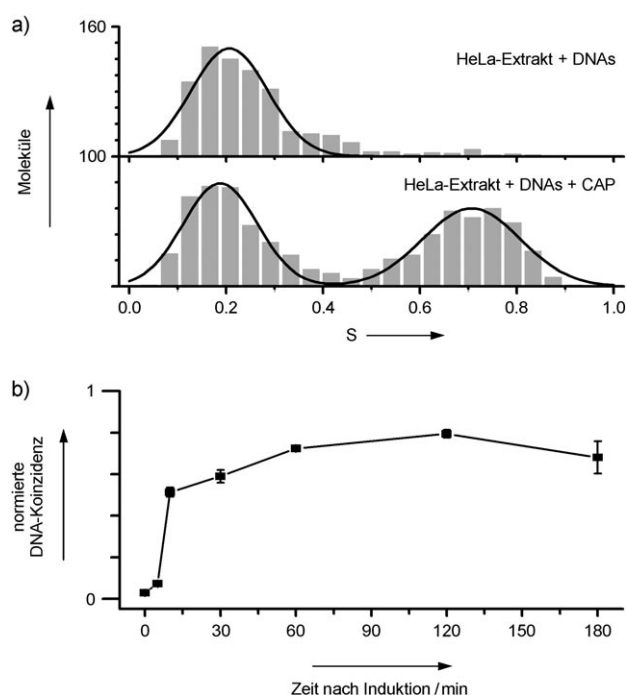 a)
160
HeLa-Extrakt + DNAs
Moleküle
100
HeLa-Extrakt + DNAs + CAP
0.0 0.2 0.4 0.6 0.8 1.0
S
b)
1
normierte
DNA-Koinzidenz
0
0 30 60 90 120 150 180
Zeit nach Induktion / min